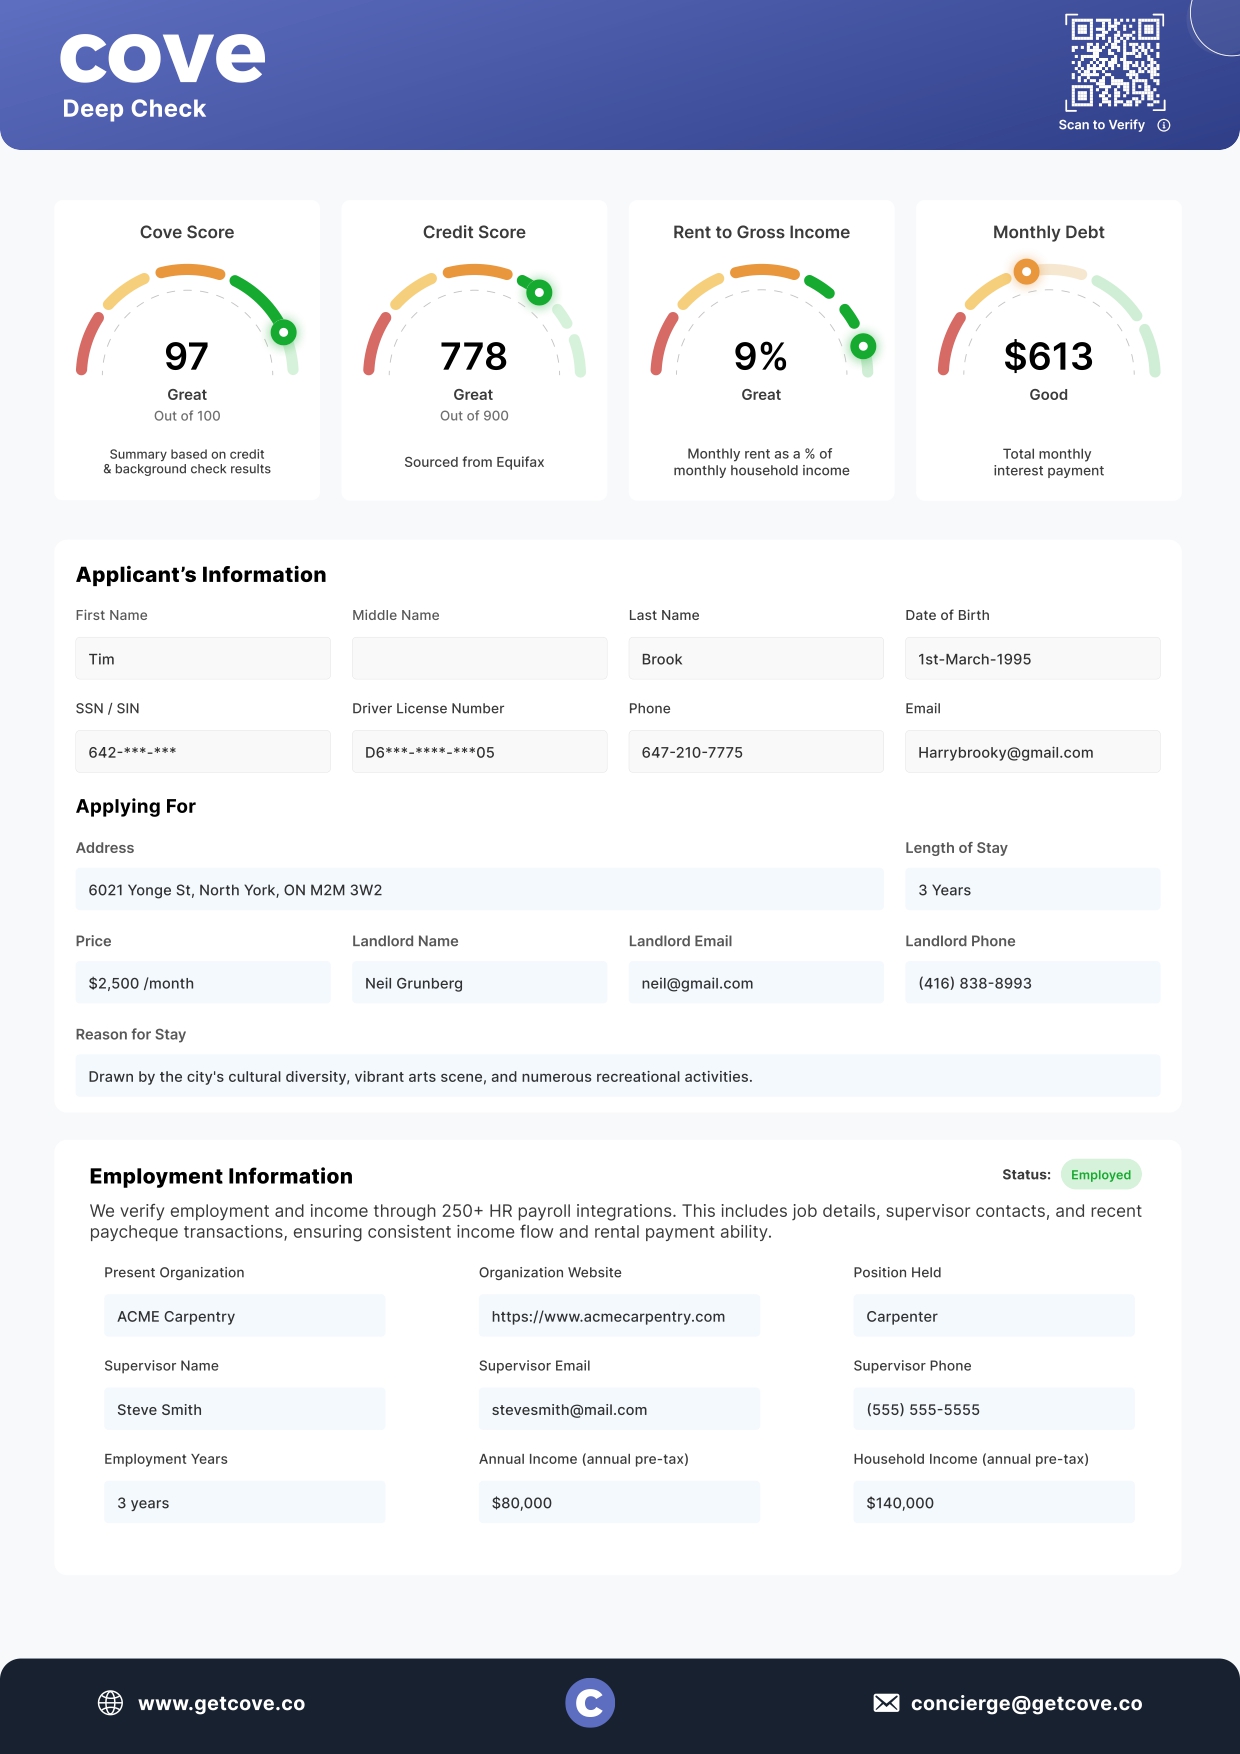 cove
Deep Check
Scan to Verify
Cove Score
97
Great
Out of 100
Summary based on credit
& background check results
Credit Score
778
Great
Out of 900
Sourced from Equifax
Rent to Gross Income
9%
Great
Monthly rent as a % of
monthly household income
Monthly Debt
$613
Good
Total monthly
interest payment
Applicant’s Information
First Name
Middle Name
Last Name
Date of Birth
Tim
Brook
1st-March-1995
SSN / SIN
Driver License Number
Phone
Email
642-***-***
D6***-****-***05
647-210-7775
Harrybrooky@gmail.com
Applying For
Address
Length of Stay
6021 Yonge St, North York, ON M2M 3W2
3 Years
Price
Landlord Name
Landlord Email
Landlord Phone
$2,500 /month
Neil Grunberg
neil@gmail.com
(416) 838-8993
Reason for Stay
Drawn by the city's cultural diversity, vibrant arts scene, and numerous recreational activities.
Employment Information
Status: Employed
We verify employment and income through 250+ HR payroll integrations. This includes job details, supervisor contacts, and recent
paycheque transactions, ensuring consistent income flow and rental payment ability.
Present Organization
Organization Website
Position Held
ACME Carpentry
https://www.acmecarpentry.com
Carpenter
Supervisor Name
Supervisor Email
Supervisor Phone
Steve Smith
stevesmith@mail.com
(555) 555-5555
Employment Years
Annual Income (annual pre-tax)
Household Income (annual pre-tax)
3 years
$80,000
$140,000
www.getcove.co
C
concierge@getcove.co